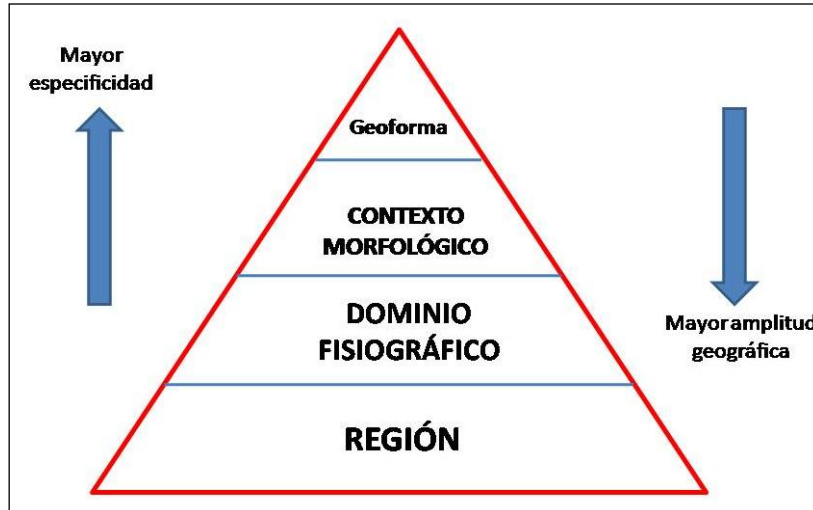 Mayor
especificidad
Geoforma
CONTEXTO
MORFOLÓGICO
DOMINIO
FISIOGRÁFICO
REGIÓN
Mayor amplitud
geográfica